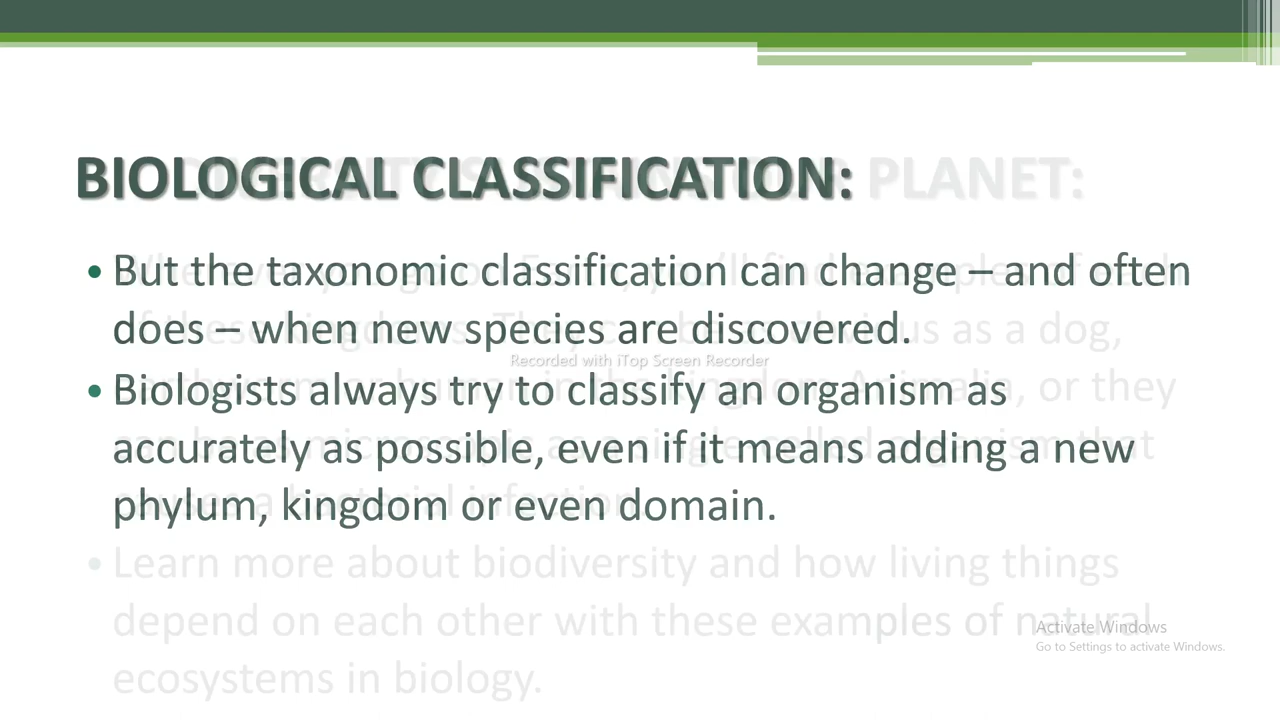 BIOLOGICAL CLASSIFICATION: PLANET:
• But the taxonomic classification can change – and often
does – when new species are discovered.
Recorded with iTop Screen Recorder
• Biologists always try to classify an organism as
accurately as possible, even if it means adding a new
phylum, kingdom or even domain.
• Learn more about biodiversity and how living things
depend on each other with these examples of natural
ecosystems in biology.
Activate Windows
Go to Settings to activate Windows.